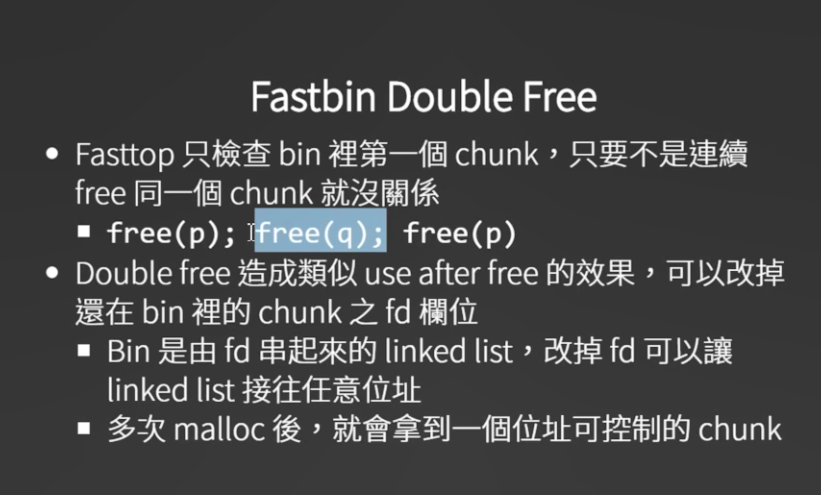 Fastbin Double Free
• Fasttop 只檢查 bin 裡第一個 chunk，只要不是連續
free 同一個 chunk 就沒關係
▪ free(p); free(q); free(p)
• Double free 造成類似 use after free 的效果，可以改掉
還在 bin 裡的 chunk 之 fd 欄位
▪ Bin 是由 fd 串起來的 linked list，改掉 fd 可以讓
linked list 接往任意位址
▪ 多次 malloc 後，就會拿到一個位址可控制的 chunk